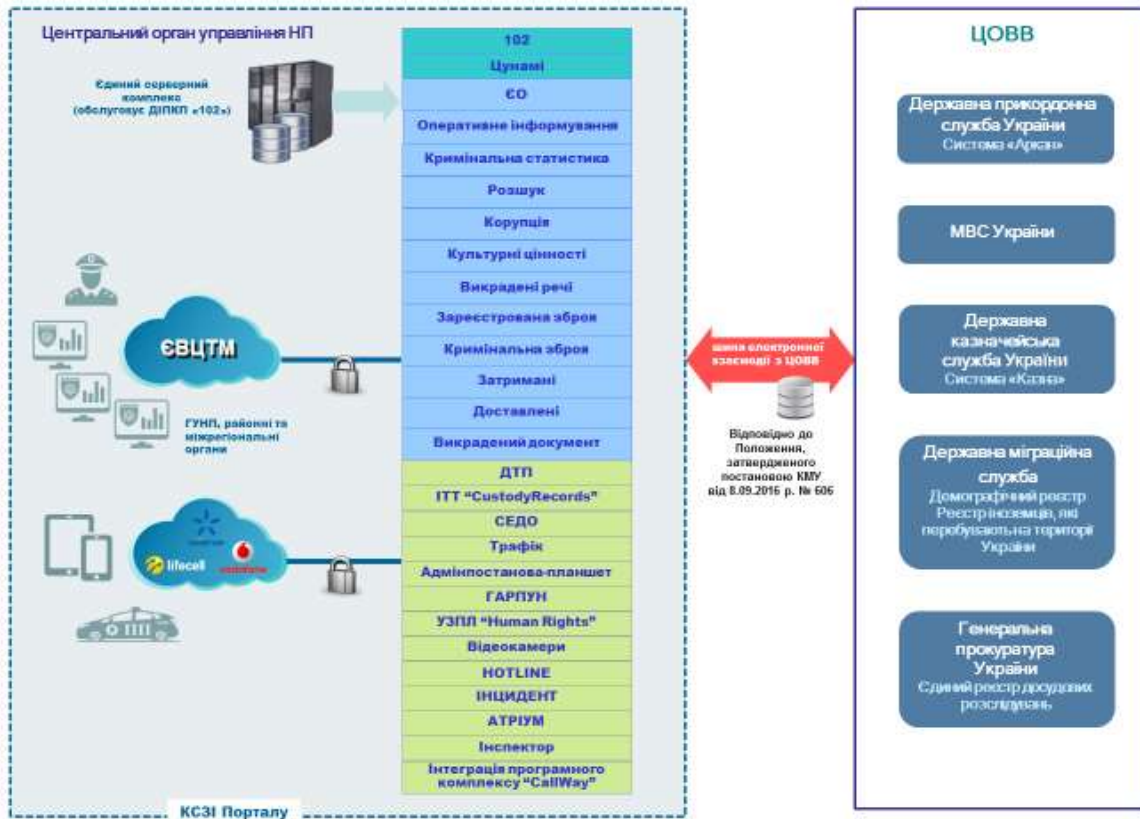 Центральний орган управління НП
Єдиний серверний
комплекс
(обслуговує ДІПКП «102»)
102
Цунамі
ЄО
Оперативне інформування
Кримінальна статистика
Розшук
Корупція
Культурні цінності
Викрадені речі
Зареєстрована зброя
Кримінальна зброя
Затримані
Доставлені
Викрадений документ
ДТП
ІТТ “CustodyRecords”
СЕДО
Трафік
Адмінпостанова-планшет
ГАРПУН
УЗПЛ “Human Rights”
Відеокамери
HOTLINE
ІНЦИДЕНТ
АТРІУМ
Інспектор
Інтеграція програмного
комплексу “CallWay”
ЄВЦТМ
ГУНП, районні та
міжрегіональні
органи
lifecell
vodafone
КСЗІ Порталу
шина електронної
взаємодії з ЦОВВ
Відповідно до
Положення,
затвердженого
постановою КМУ
від 8.09.2016 р. № 606
ЦОВВ
Державна прикордонна
служба України
Система «Аркан»
МВС України
Державна
казначейська
служба України
Система «Казна»
Державна міграційна
служба
Домографічний реєстр
Реєстр іноземців, які
перебувають на території
України
Генеральна
прокуратура
України
Єдиний реєстр досудових
розслідувань